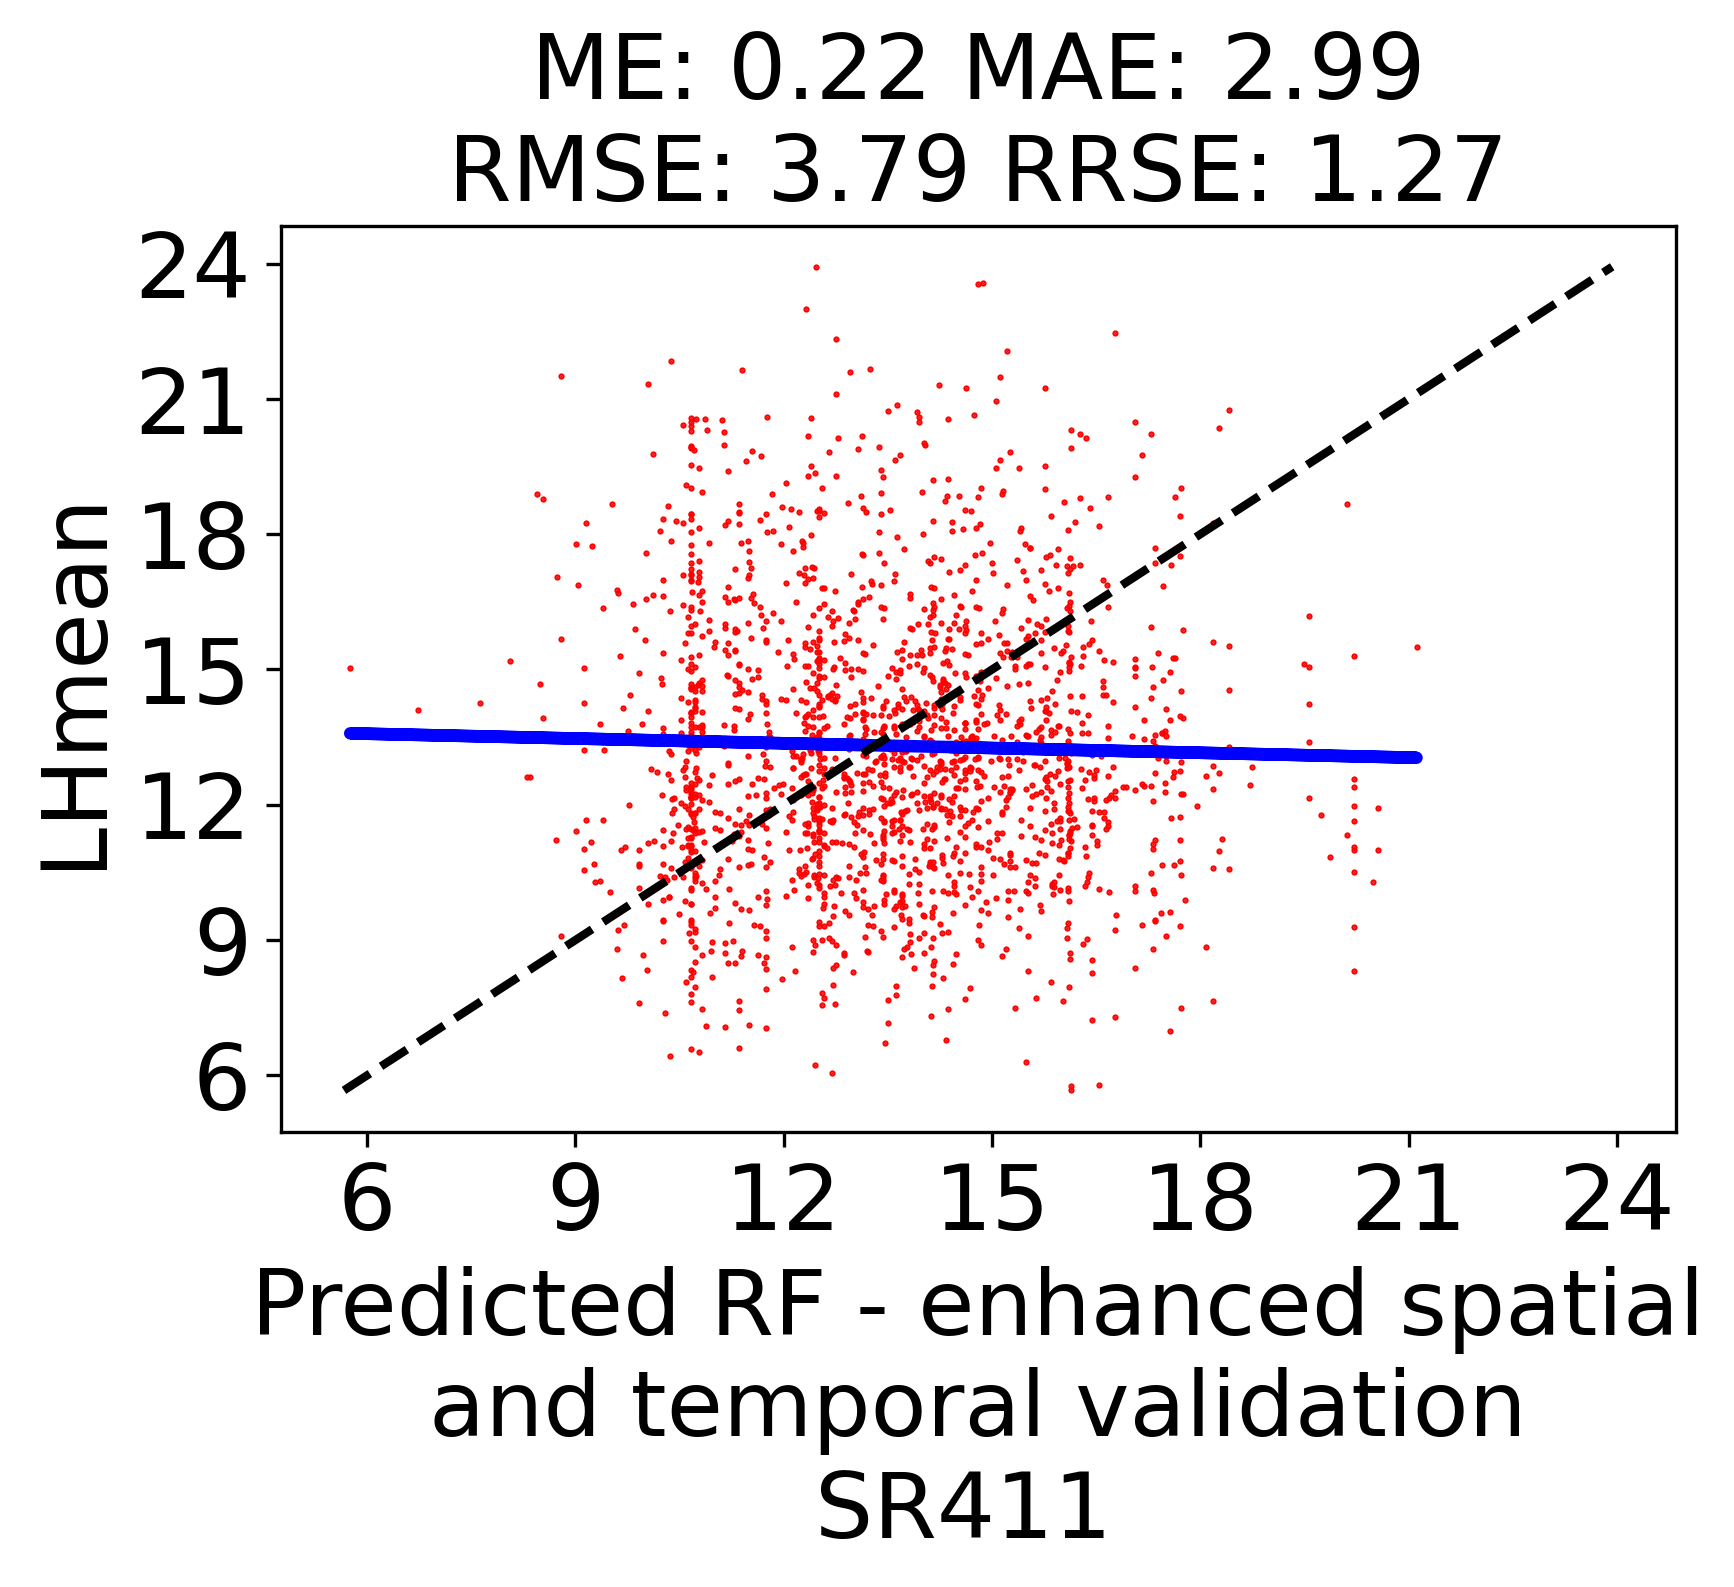 ME: 0.22 MAE: 2.99
RMSE: 3.79 RRSE: 1.27
24
21
18
15
12
9
6
LHmean
6 9 12 15 18 21 24
Predicted RF - enhanced spatial
and temporal validation
SR411